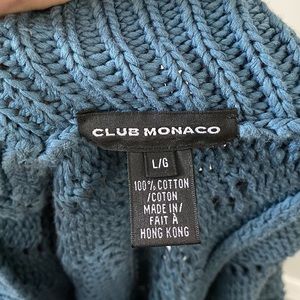 CLUB MONACO
L/G
100% COTTON
/COTON
MADE IN/
FAIT À
HONG KONG